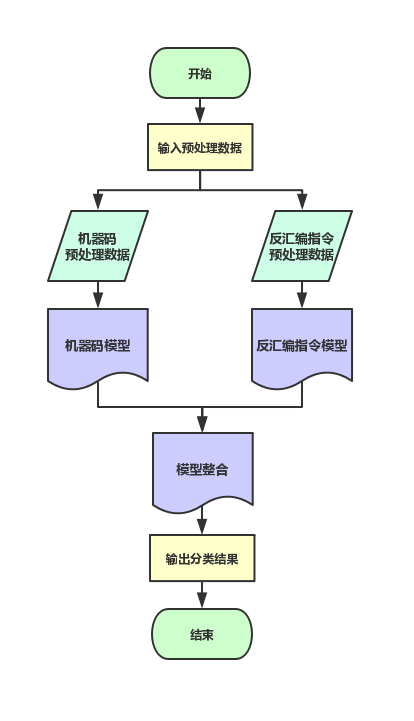 开始
输入预处理数据
机器码
预处理数据
反汇编指令
预处理数据
机器码模型
反汇编指令模型
模型整合
输出分类结果
结束